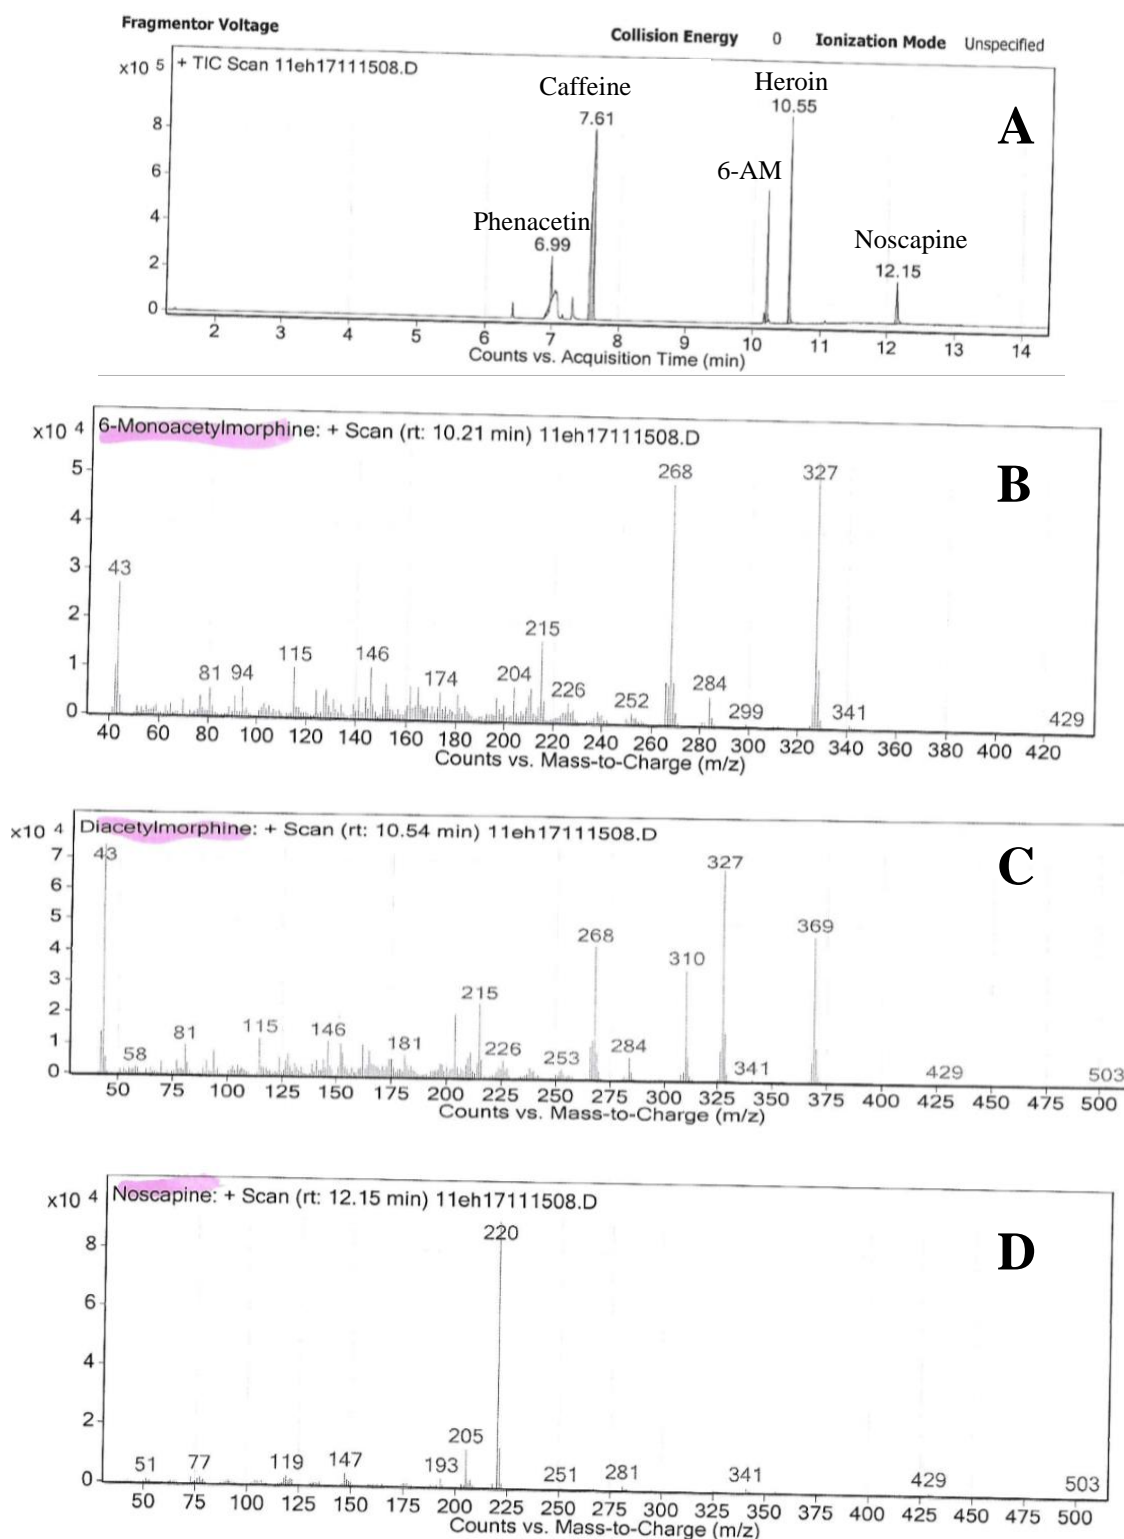 Fragmentor Voltage
Collision Energy 0 Ionization Mode Unspecified
x10 5 + TIC Scan 11eh17111508.D
A
Caffeine
7.61
Heroin
10.55
6-AM
Phenacetin
6.99
Noscapine
12.15
8
6
4
2
0
2 3 4 5 6 7 8 9 10 11 12 13 14
Counts vs. Acquisition Time (min)
x10 4 6-Monoacetylmorphine: + Scan (rt: 10.21 min) 11eh17111508.D
B
5
4
3
2
1
0
43 81 94 115 146 174 204 215 226 252 268 284 299 327 341 429
40 60 80 100 120 140 160 180 200 220 240 260 280 300 320 340 360 380 400 420
Counts vs. Mass-to-Charge (m/z)
x10 4 Diacetylmorphine: + Scan (rt: 10.54 min) 11eh17111508.D
C
7
6
5
4
3
2
1
0
43 58 81 115 146 181 215 226 253 268 284 310 327 341 369 429 503
50 75 100 125 150 175 200 225 250 275 300 325 350 375 400 425 450 475 500
Counts vs. Mass-to-Charge (m/z)
x10 4 Noscapine: + Scan (rt: 12.15 min) 11eh17111508.D
D
8
6
4
2
0
51 77 119 147 193 205 220 251 281 341 429 503
50 75 100 125 150 175 200 225 250 275 300 325 350 375 400 425 450 475 500
Counts vs. Mass-to-Charge (m/z)